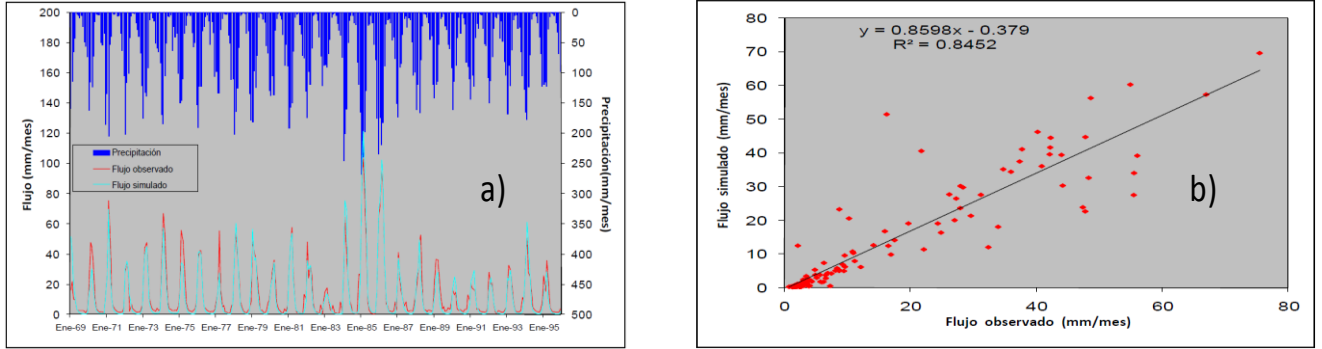 200
180
160
140
120
100
80
60
40
20
0
Flujo (mm/mes)
Precipitación
Flujo observado
Flujo simulado
a)
0
50
100
150
200
250
300
350
400
450
500
Precipitación(mm/mes)
Ene-69 Ene-71 Ene-73 Ene-75 Ene-77 Ene-79 Ene-81 Ene-83 Ene-85 Ene-87 Ene-89 Ene-91 Ene-93 Ene-95
80
70
60
50
40
30
20
10
0
Flujo simulado (mm/mes)
y = 0.8598x - 0.379
R² = 0.8452
b)
0 20 40 60 80
Flujo observado (mm/mes)